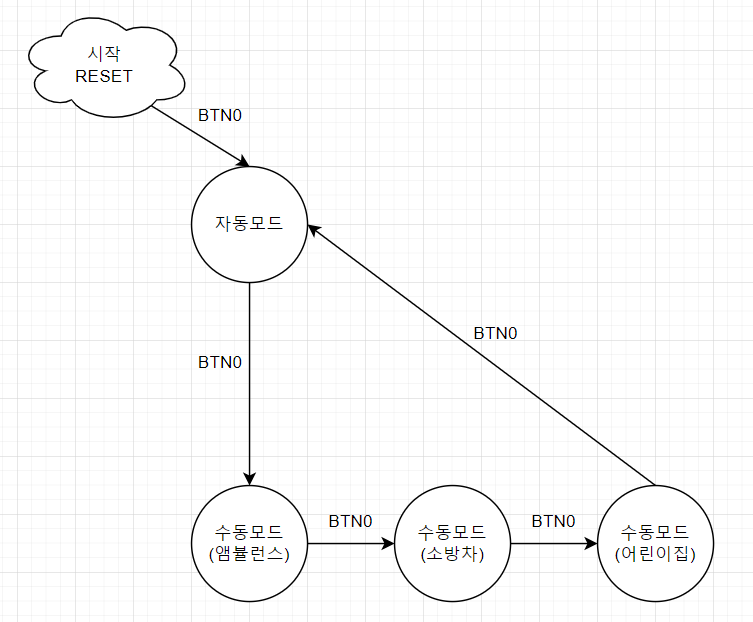 시작
RESET
BTN0
자동모드
BTN0
BTN0
수동모드
(앰뷸런스)
BTN0
수동모드
(소방차)
BTN0
수동모드
(어린이집)